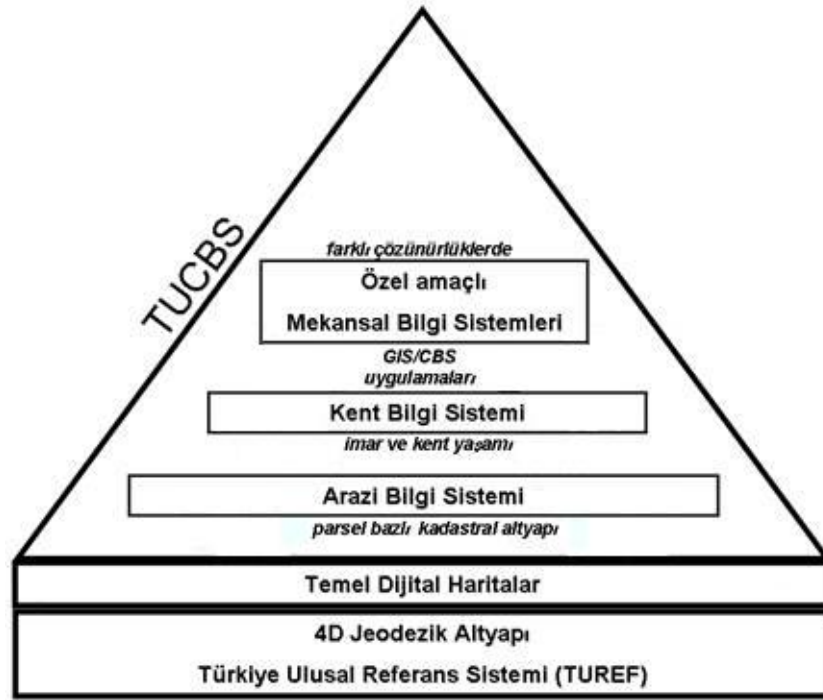 TUCBS
farklı çözünürlüklerde
Özel amaçlı
Mekansal Bilgi Sistemleri
GIS/CBS
uygulamaları
Kent Bilgi Sistemi
imar ve kent yaşamı
Arazi Bilgi Sistemi
parsel bazlı kadastral altyapı
Temel Dijital Haritalar
4D Jeodezik Altyapı
Türkiye Ulusal Referans Sistemi (TUREF)